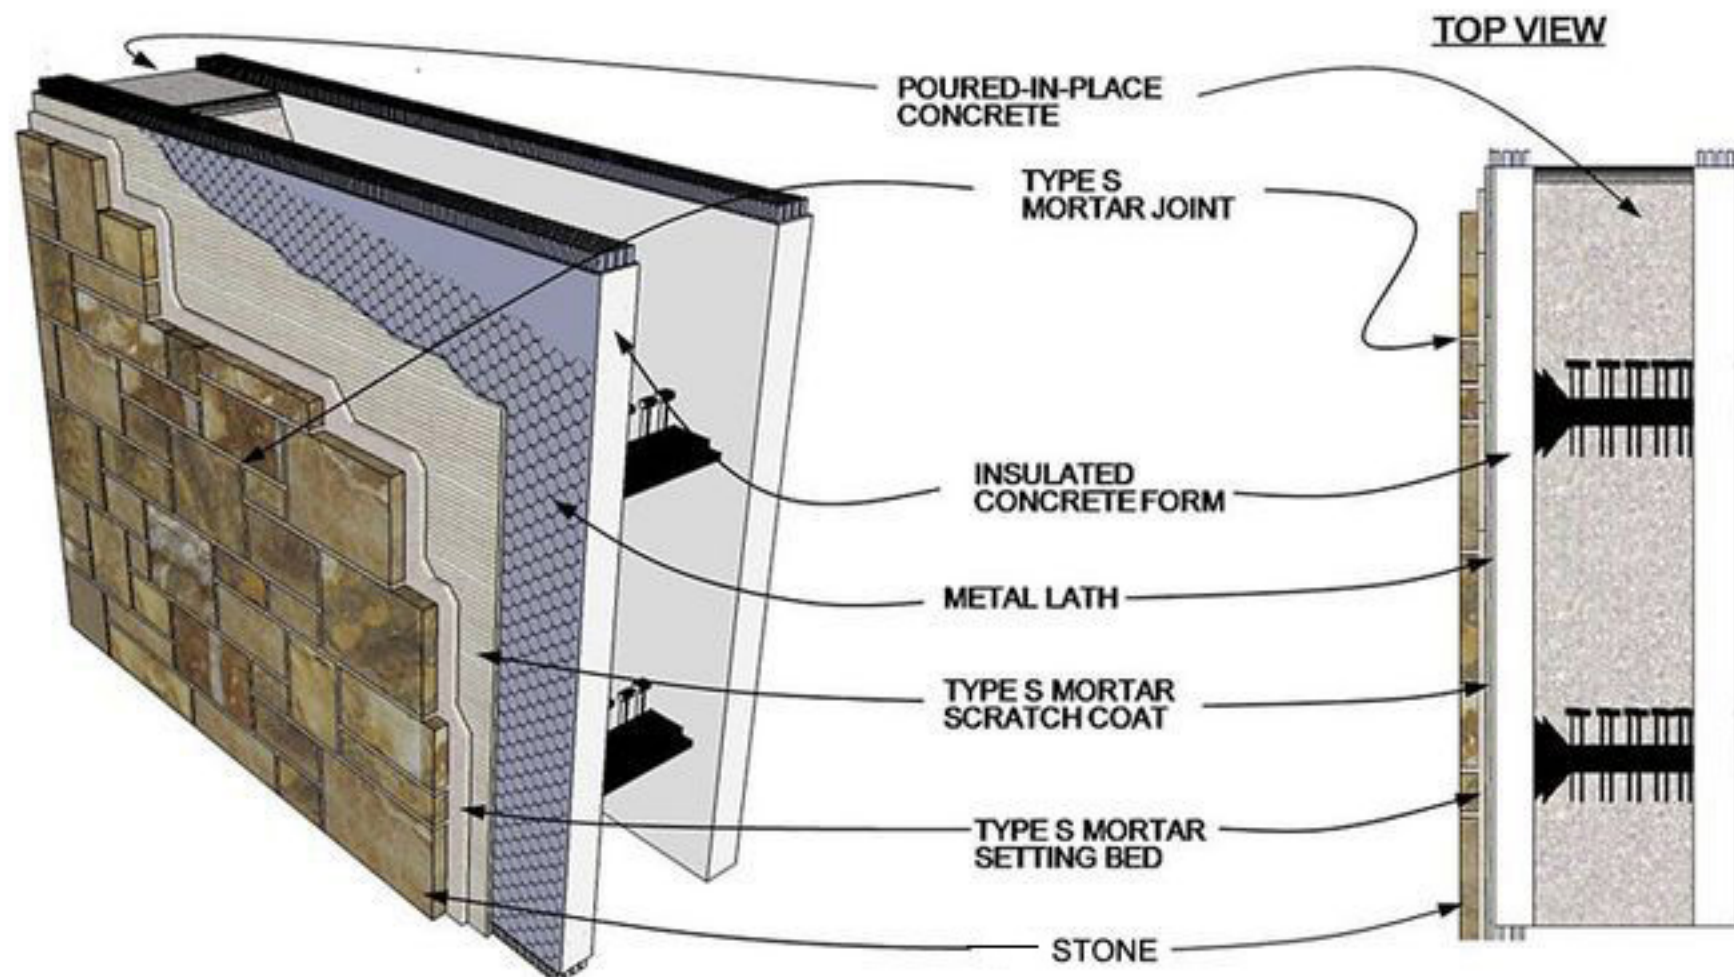 TOP VIEW
POURED-IN-PLACE
CONCRETE
TYPE S
MORTAR JOINT
INSULATED
CONCRETE FORM
METAL LATH
TYPE S MORTAR
SCRATCH COAT
TYPE S MORTAR
SETTING BED
STONE